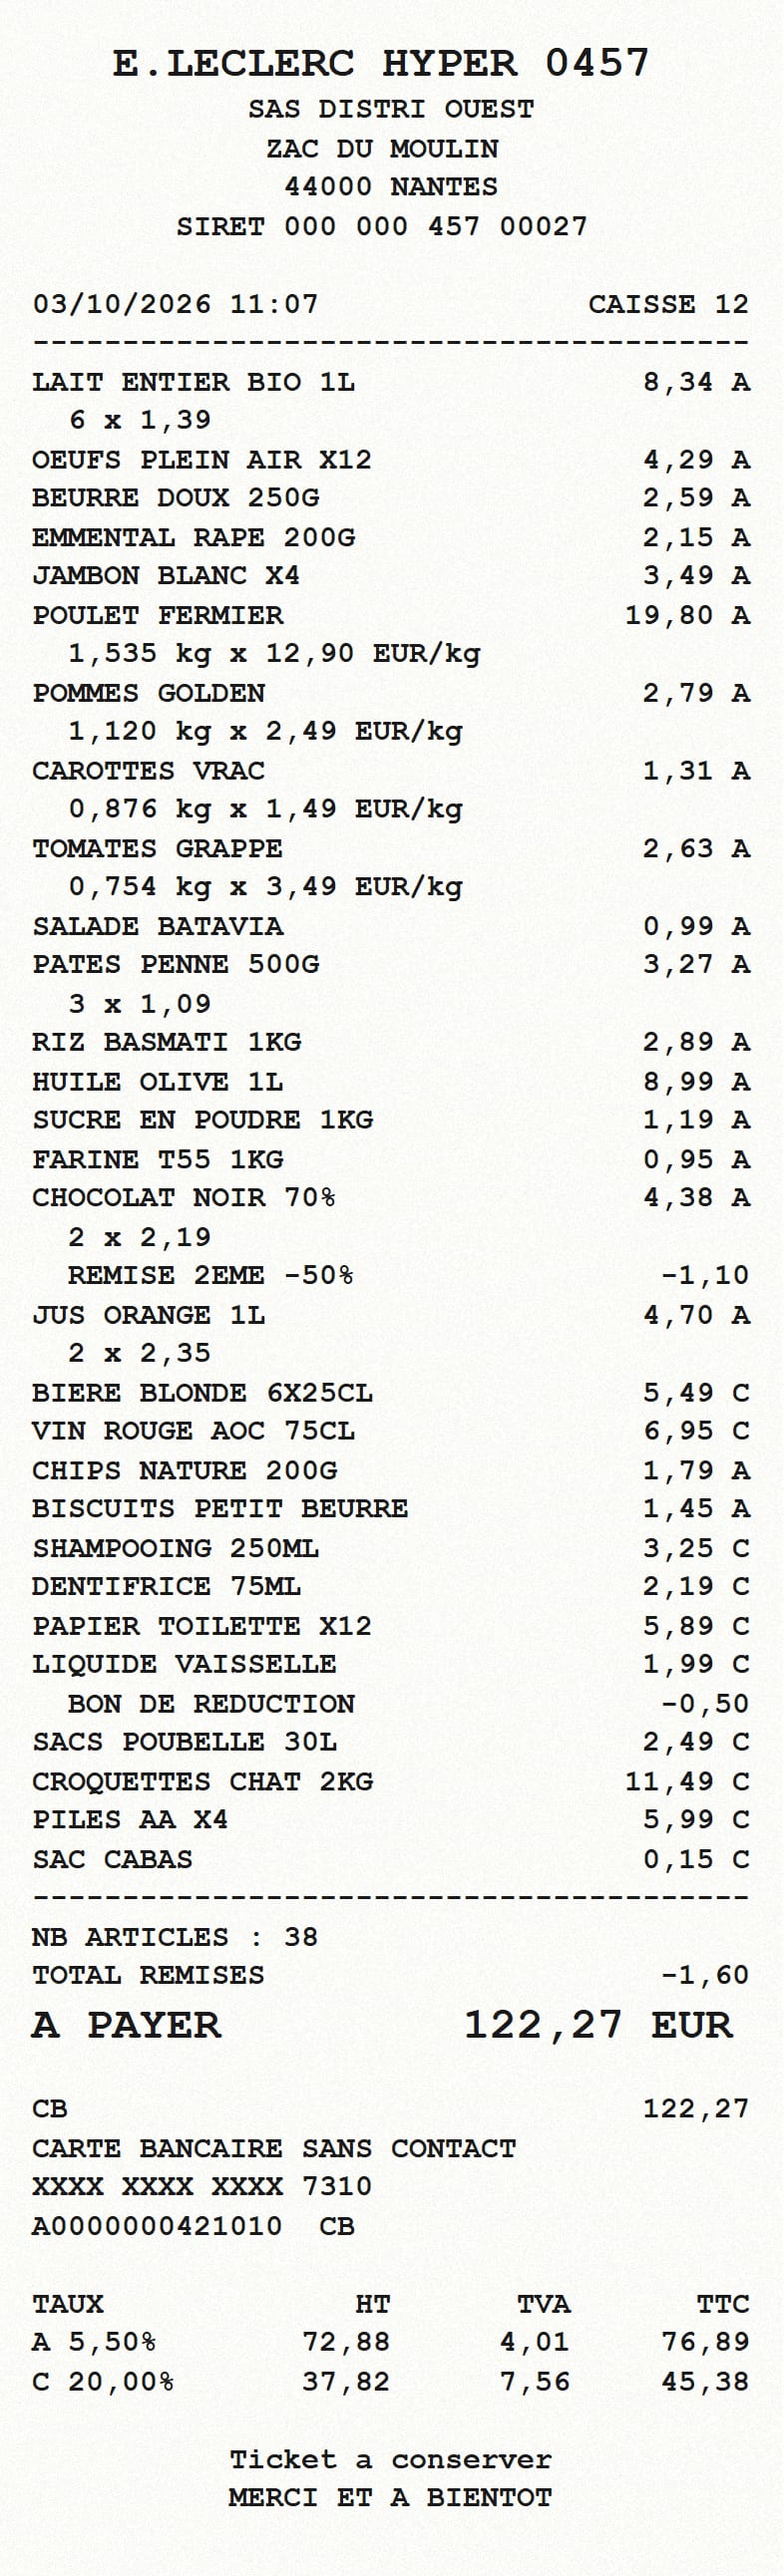 E.LECLERC HYPER 0457
SAS DISTRI OUEST
ZAC DU MOULIN
44000 NANTES
SIRET 000 000 457 00027
03/10/2026 11:07 CAISSE 12
----------------------------------------
LAIT ENTIER BIO 1L 8,34 A
6 x 1,39
OEUFS PLEIN AIR X12 4,29 A
BEURRE DOUX 250G 2,59 A
EMMENTAL RAPE 200G 2,15 A
JAMBON BLANC X4 3,49 A
POULET FERMIER 19,80 A
1,535 kg x 12,90 EUR/kg
POMMES GOLDEN 2,79 A
1,120 kg x 2,49 EUR/kg
CAROTTES VRAC 1,31 A
0,876 kg x 1,49 EUR/kg
TOMATES GRAPPE 2,63 A
0,754 kg x 3,49 EUR/kg
SALADE BATAVIA 0,99 A
PATES PENNE 500G 3,27 A
3 x 1,09
RIZ BASMATI 1KG 2,89 A
HUILE OLIVE 1L 8,99 A
SUCRE EN POUDRE 1KG 1,19 A
FARINE T55 1KG 0,95 A
CHOCOLAT NOIR 70% 4,38 A
2 x 2,19
REMISE 2EME -50% -1,10
JUS ORANGE 1L 4,70 A
2 x 2,35
BIERE BLONDE 6X25CL 5,49 C
VIN ROUGE AOC 75CL 6,95 C
CHIPS NATURE 200G 1,79 A
BISCUITS PETIT BEURRE 1,45 A
SHAMPOOING 250ML 3,25 C
DENTIFRICE 75ML 2,19 C
PAPIER TOILETTE X12 5,89 C
LIQUIDE VAISSELLE 1,99 C
BON DE REDUCTION -0,50
SACS POUBELLE 30L 2,49 C
CROQUETTES CHAT 2KG 11,49 C
PILES AA X4 5,99 C
SAC CABAS 0,15 C
----------------------------------------
NB ARTICLES : 38
TOTAL REMISES -1,60
A PAYER 122,27 EUR
CB 122,27
CARTE BANCAIRE SANS CONTACT
XXXX XXXX XXXX 7310
A0000000421010 CB
TAUX HT TVA TTC
A 5,50% 72,88 4,01 76,89
C 20,00% 37,82 7,56 45,38
Ticket a conserver
MERCI ET A BIENTOT